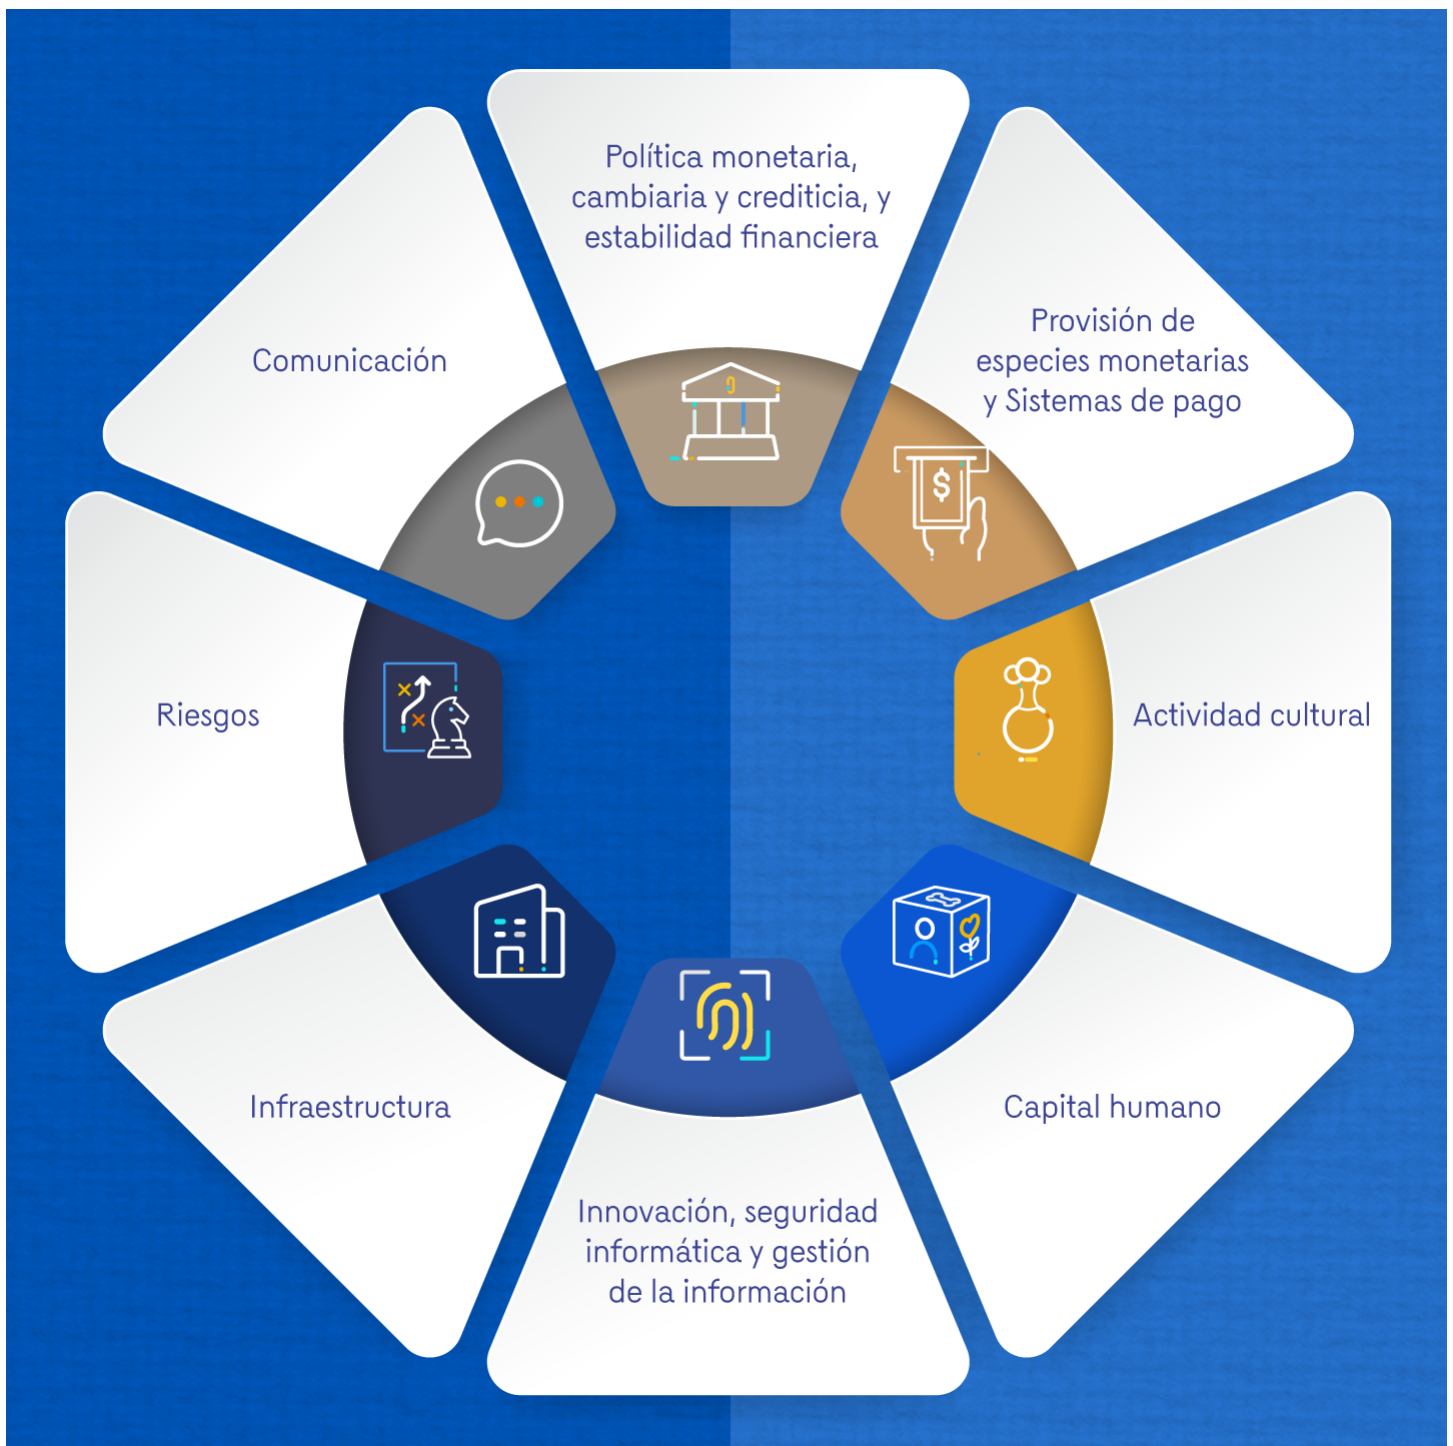 Política monetaria,
cambiaria y crediticia, y
estabilidad financiera
Provisión de
especies monetarias
y Sistemas de pago
$
Actividad cultural
Capital humano
Innovación, seguridad
informática y gestión
de la información
Infraestructura
Riesgos
Comunicación